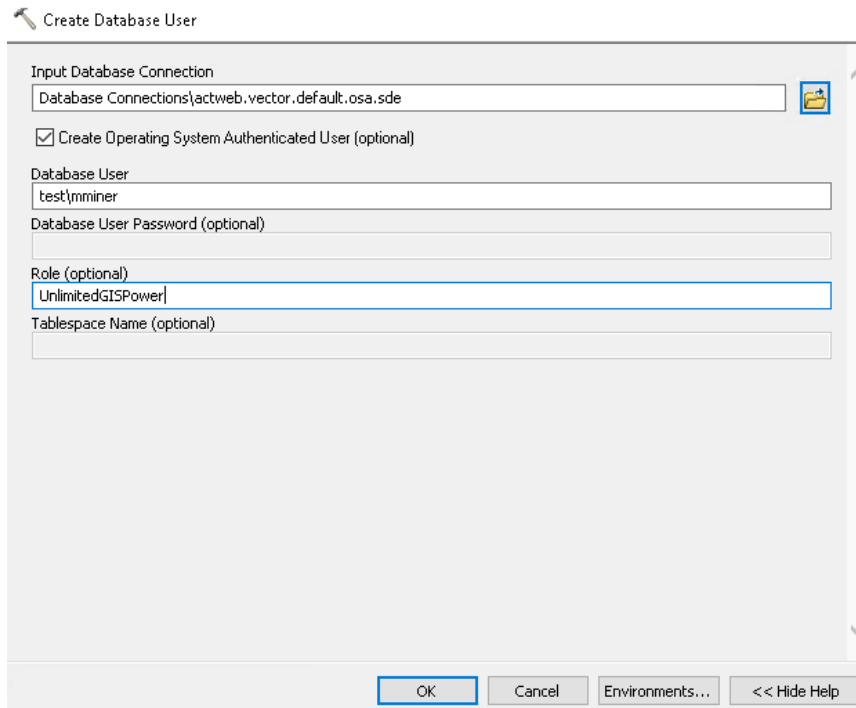 Create Database User
Input Database Connection
Database Connections\actweb.vector.default.osa.sde
Create Operating System Authenticated User (optional)
Database User
test\mminer
Database User Password (optional)
Role (optional)
UnlimitedGISPower
Tablespace Name (optional)
OK Cancel Environments... << Hide Help